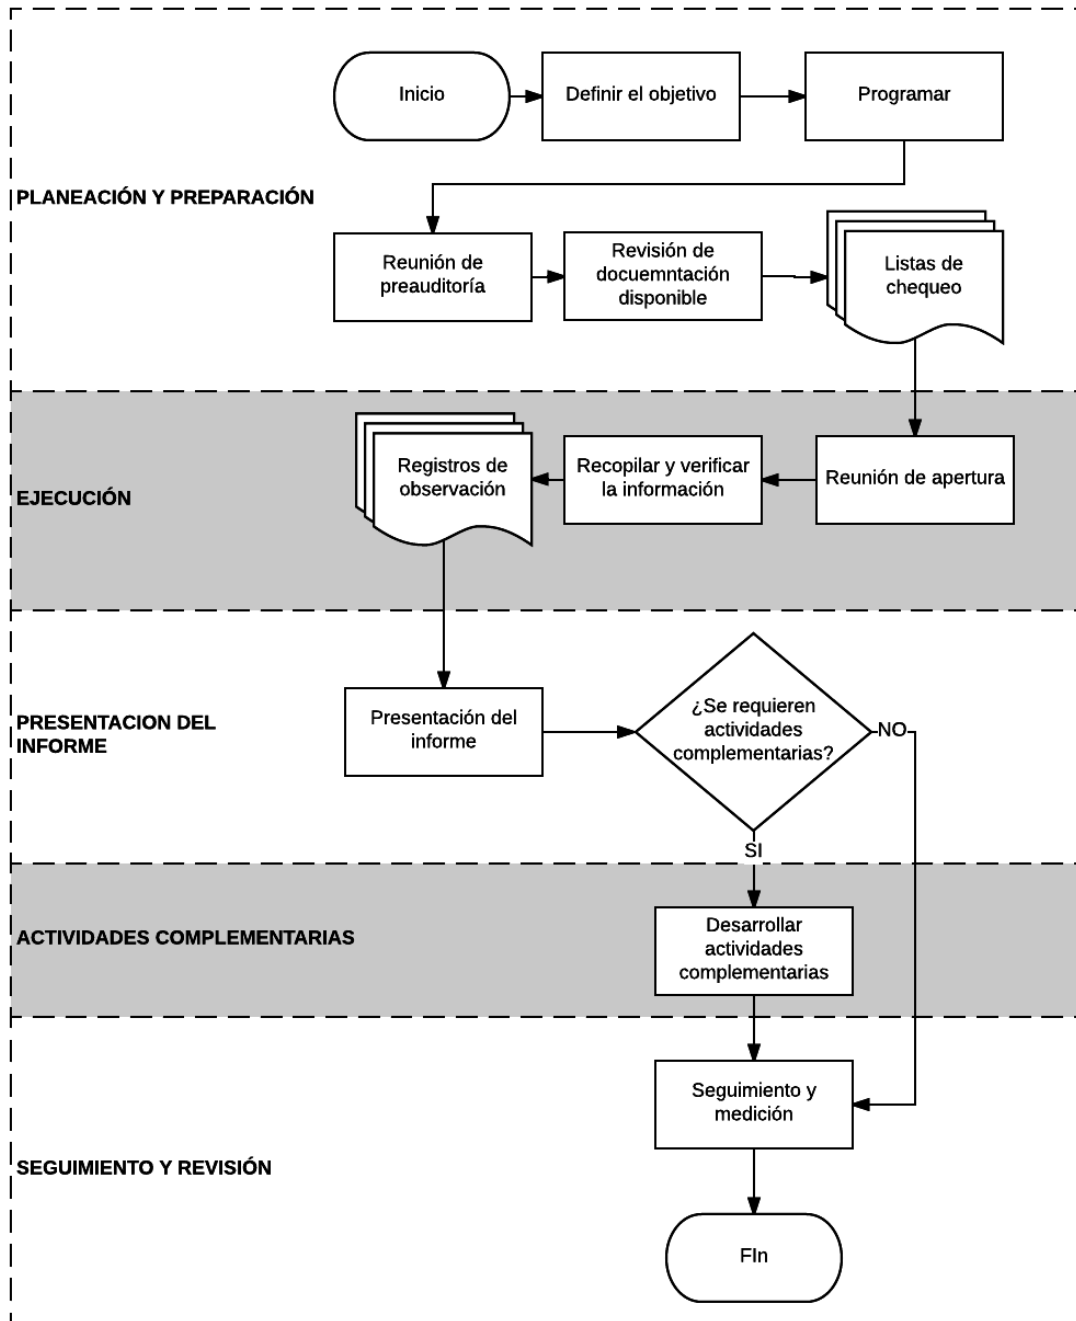 Inicio
Definir el objetivo
Programar
PLANEACIÓN Y PREPARACIÓN
Reunión de
preauditoría
Revisión de
docuemntación
disponible
Listas de
chequeo
EJECUCIÓN
Registros de
observación
Recopilar y verificar
la información
Reunión de apertura
PRESENTACION DEL
INFORME
Presentación del
informe
¿Se requieren
actividades
complementarias?
NO
SI
ACTIVIDADES COMPLEMENTARIAS
Desarrollar
actividades
complementarias
Seguimiento y
medición
SEGUIMIENTO Y REVISIÓN
FIn